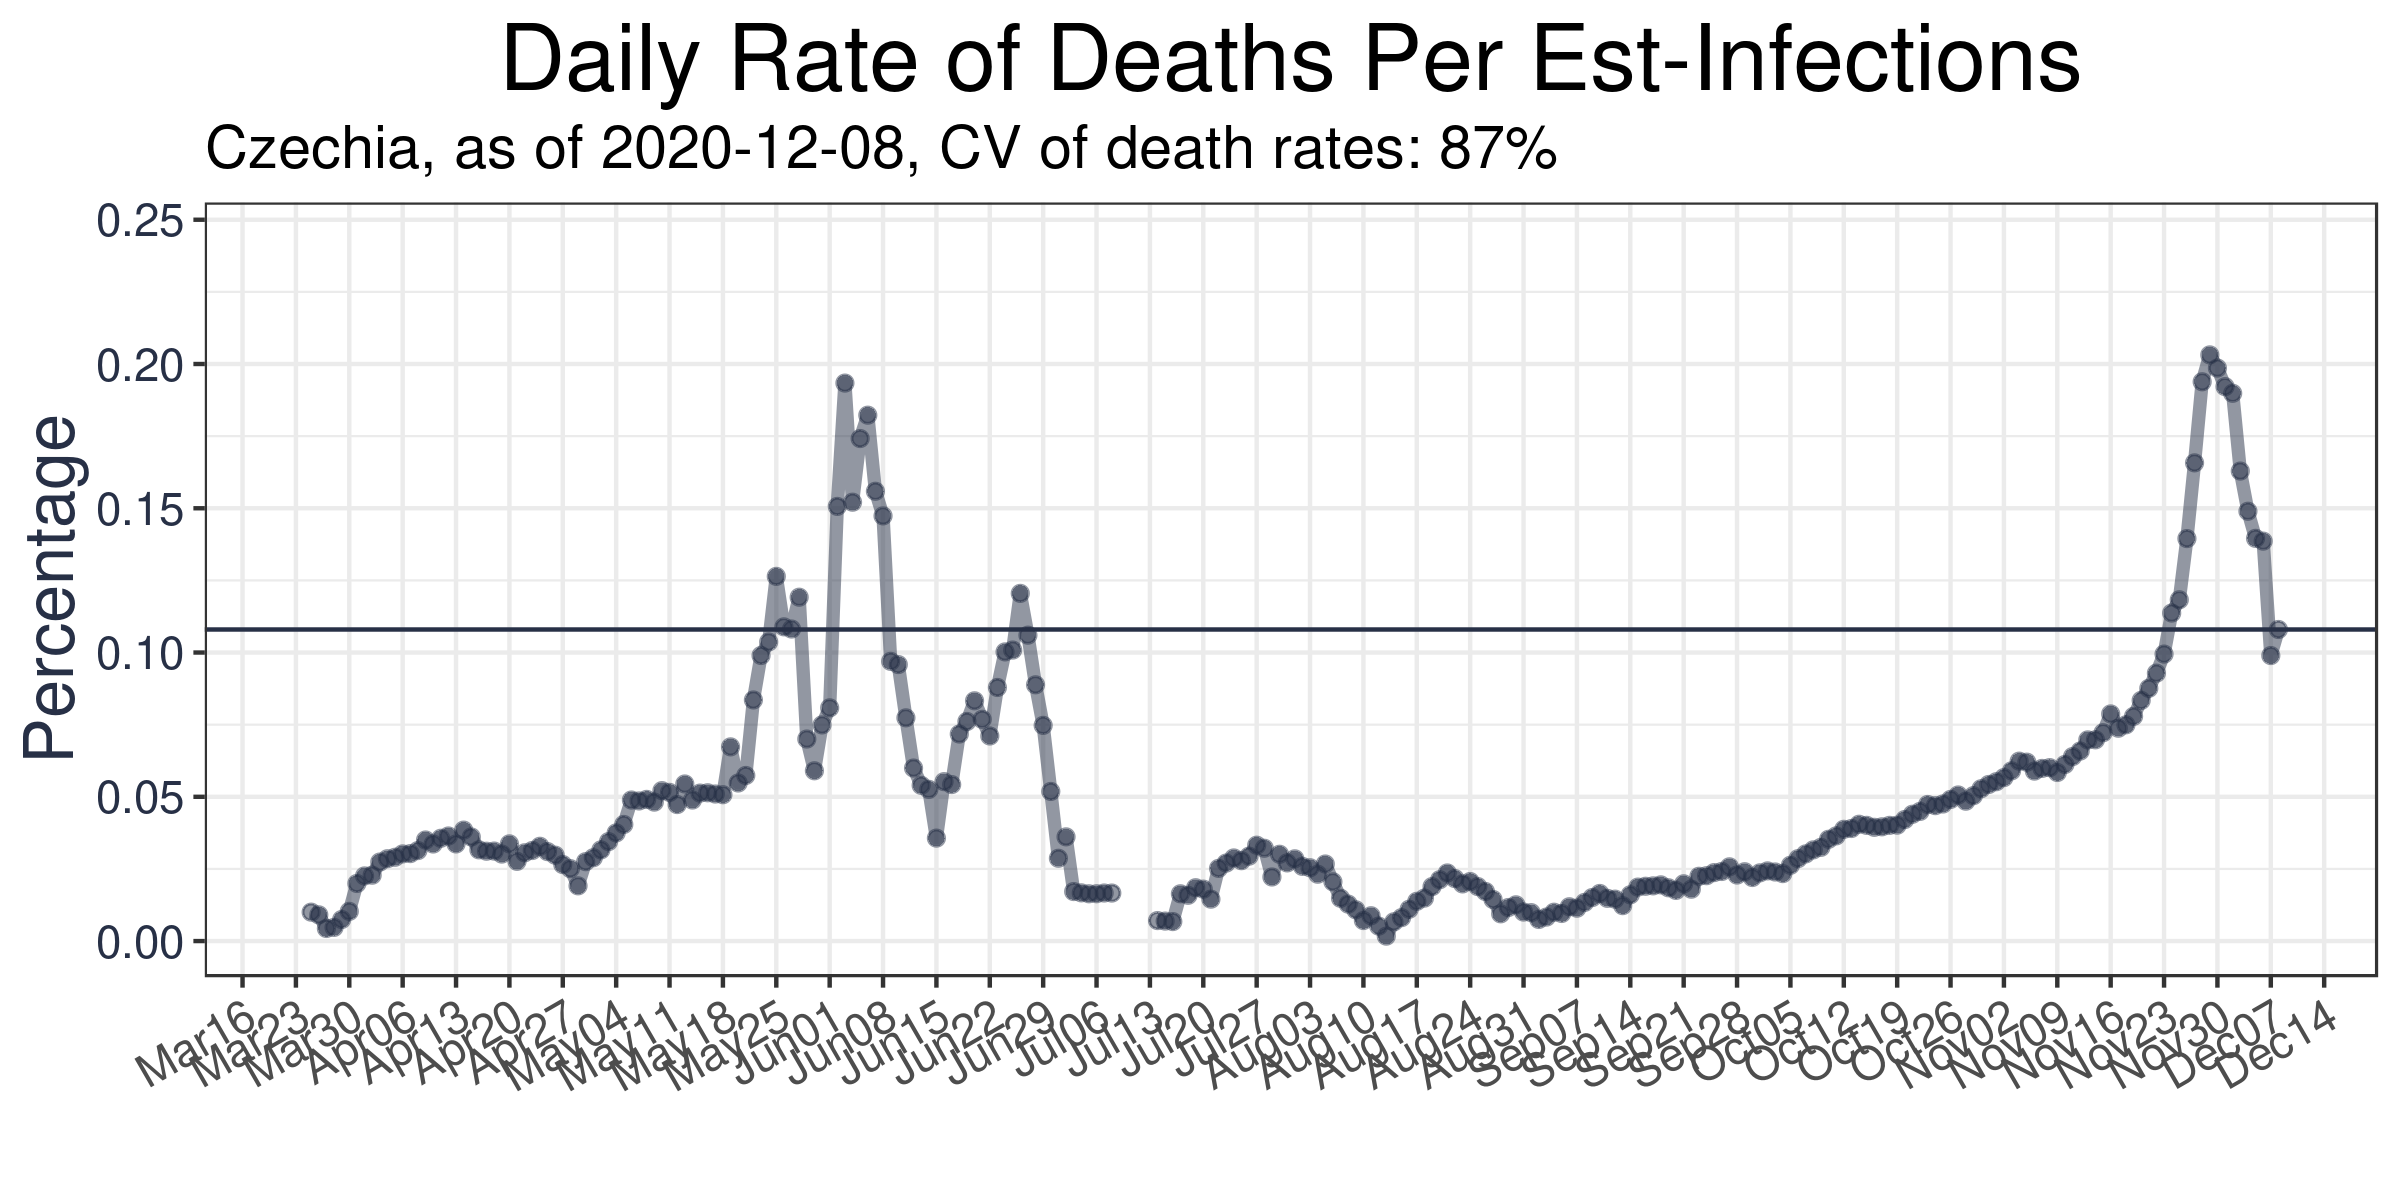 Daily Rate of Deaths Per Est-Infections
Czechia, as of 2020-12-08, CV of death rates: 87%
Percentage
0.25
0.20
0.15
0.10
0.05
0.00
Mar16
Mar23
Mar30
Apr06
Apr13
Apr20
Apr27
May04
May11
May18
May25
Jun01
Jun08
Jun15
Jun22
Jun29
Jul06
Jul13
Jul20
Jul27
Aug03
Aug10
Aug17
Aug24
Aug31
Sep07
Sep14
Sep21
Sep28
Oct05
Oct12
Oct19
Oct26
Nov02
Nov09
Nov16
Nov23
Nov30
Dec07
Dec14